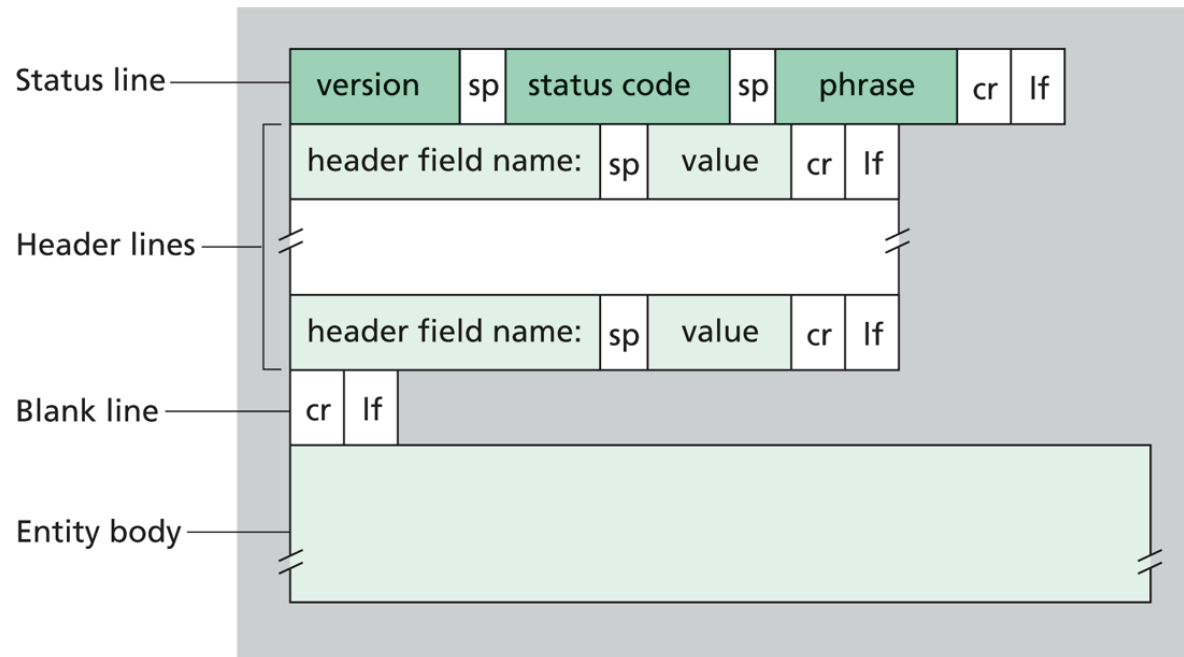 Status line version sp status code sp phrase cr lf
header field name: sp value cr lf
Header lines
header field name: sp value cr lf
Blank line cr lf
Entity body